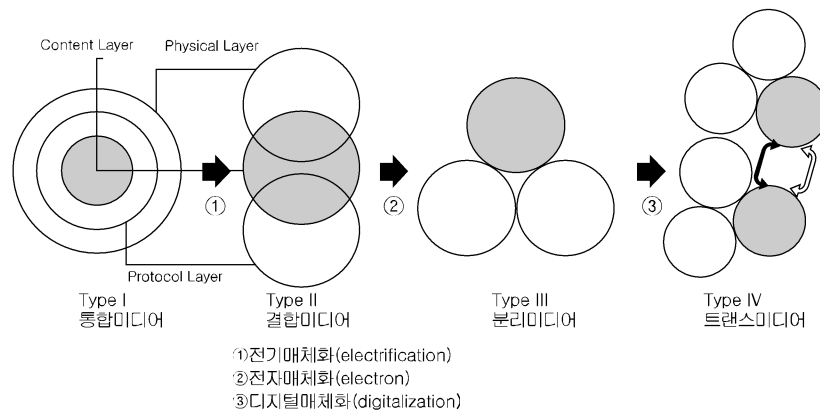 Content Layer
Physical Layer
①
②
③
Protocol Layer
Type I
통합미디어
Type II
결합미디어
Type III
분리미디어
Type IV
트랜스미디어
①전기매체화(electrification)
②전자매체화(electron)
③디지털매체화(digitalization)